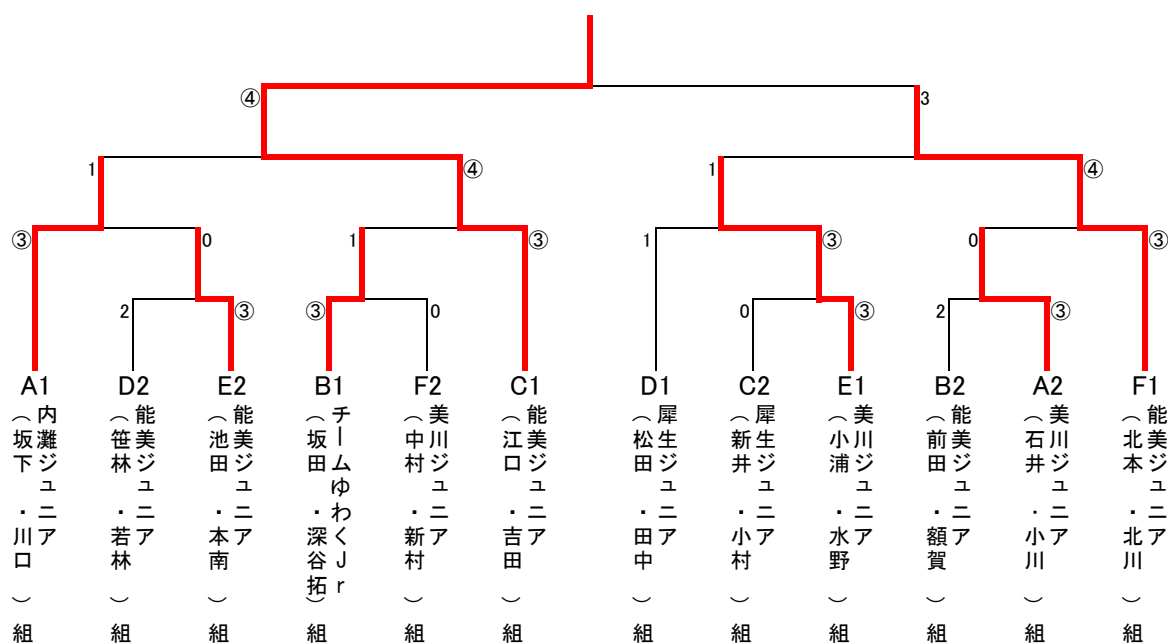 ④
3
1
④
1
④
③
0
1
③
1
③
0
③
2
③
③
0
0
③
2
③
A1
D2
E2
B1
F2
C1
D1
C2
E1
B2
A2
F1
内灘ジュニア
（坂下・川口）組
能美ジュニア
（笹林・若林）組
能美ジュニア
（池田・本南）組
チームゆわくJr
（坂田・深谷拓）組
美川ジュニア
（中村・新村）組
能美ジュニア
（江口・吉田）組
犀生ジュニア
（松田・田中）組
犀生ジュニア
（新井・小村）組
美川ジュニア
（小浦・水野）組
能美ジュニア
（前田・額賀）組
美川ジュニア
（石井・小川）組
能美ジュニア
（北本・北川）組